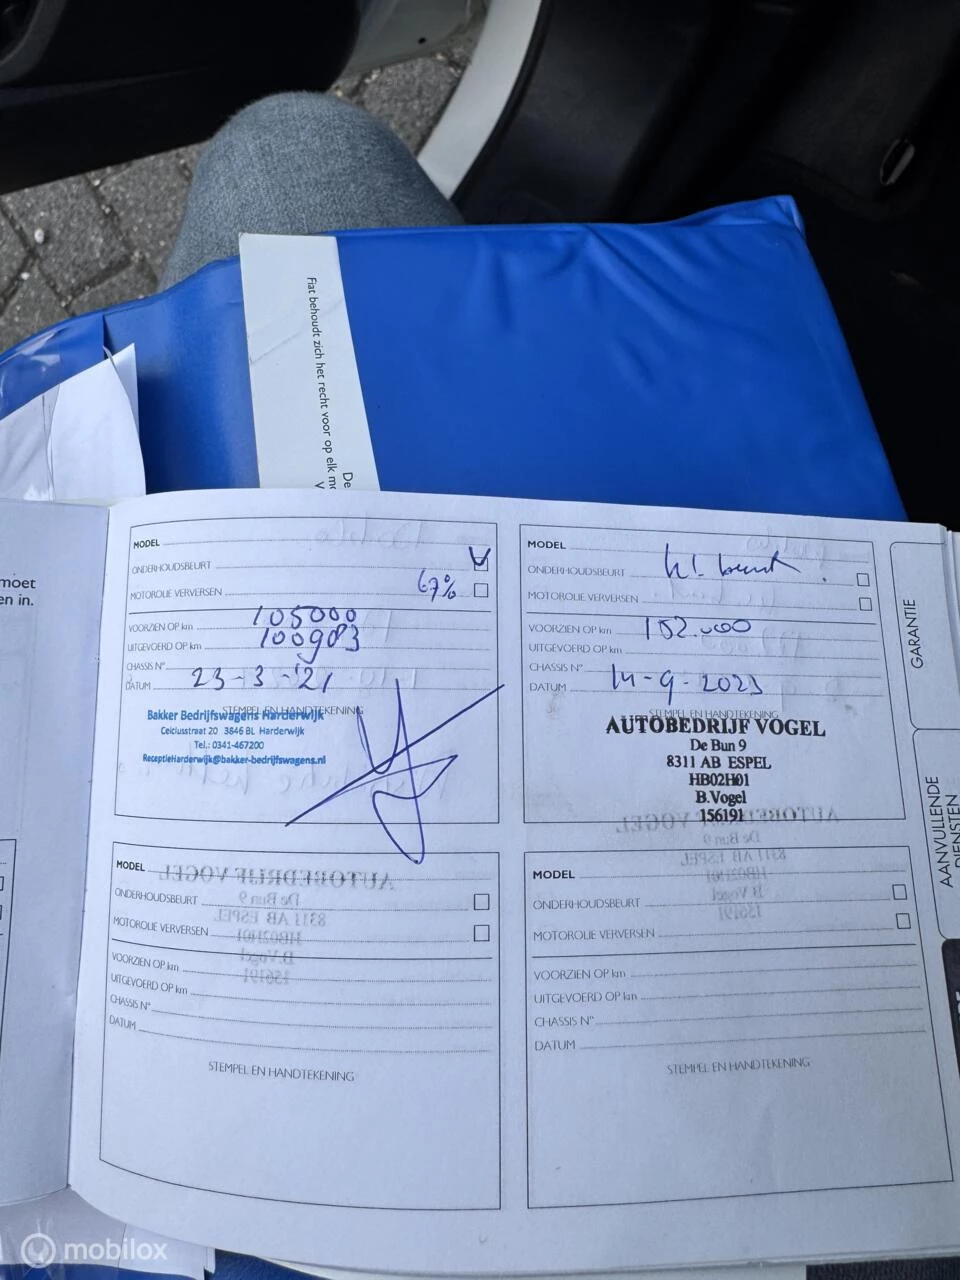 Fiat behoudt zich het recht voor op elk mo
De
V
moet
en in.
MODEL
ONDERHOUDSBEURT V
MOTOROLIE VERVERSEN 67%
VOORZIEN OP km 105000
UITGEVOERD OP km 100983
CHASSIS N°
DATUM 23-3-'21
STEMPEL EN HANDTEKENING
Bakker Bedrijfswagens Harderwijk
Celciusstraat 20 3846 BL Harderwijk
Tel.: 0341-467200
ReceptieHarderwijk@bakker-bedrijfswagens.nl
MODEL
ONDERHOUDSBEURT kl. beurt
MOTOROLIE VERVERSEN
VOORZIEN OP km 152.000
UITGEVOERD OP km
CHASSIS N°
DATUM 14-9-2023
STEMPEL EN HANDTEKENING
AUTOBEDRIJF VOGEL
De Bun 9
8311 AB ESPEL
HB02H01
B.Vogel
156191
MODEL
ONDERHOUDSBEURT
MOTOROLIE VERVERSEN
VOORZIEN OP km
UITGEVOERD OP km
CHASSIS N°
DATUM
STEMPEL EN HANDTEKENING
MODEL
ONDERHOUDSBEURT
MOTOROLIE VERVERSEN
VOORZIEN OP km
UITGEVOERD OP km
CHASSIS N°
DATUM
STEMPEL EN HANDTEKENING
GARANTIE
AANVULLENDE
DIENSTEN
mobilox